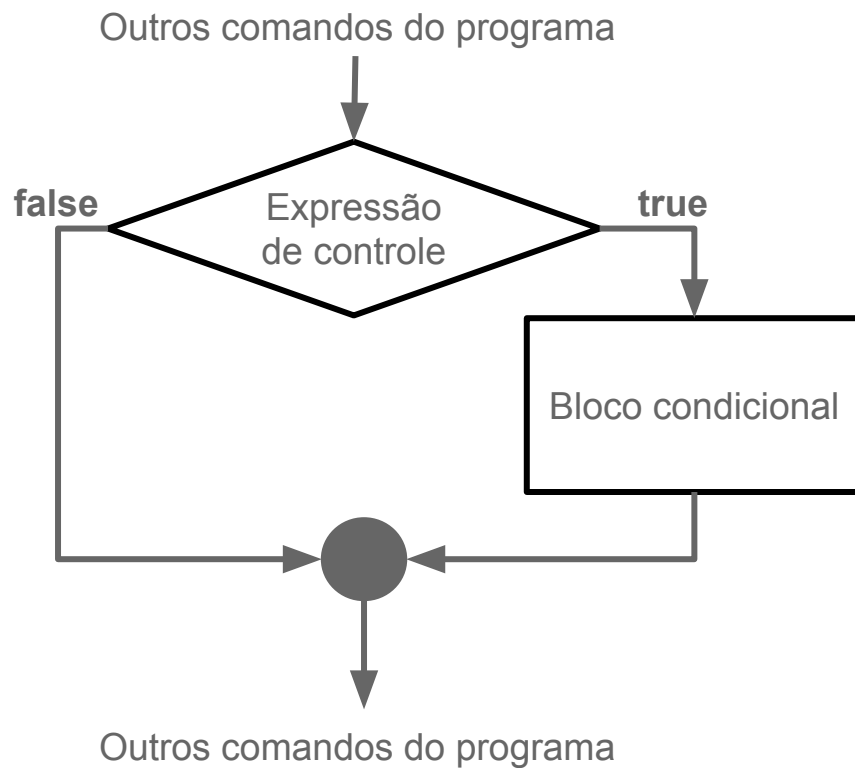 Outros comandos do programa
false
Expressão
de controle
true
Bloco condicional
Outros comandos do programa